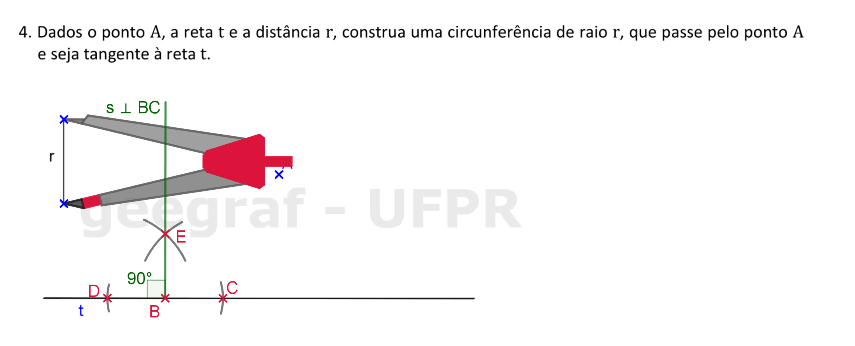 4. Dados o ponto A, a reta t e a distância r, construa uma circunferência de raio r, que passe pelo ponto A
e seja tangente à reta t.
s ⊥ BC
r
geegraf - UFPR
E
90°
D
C
t
B